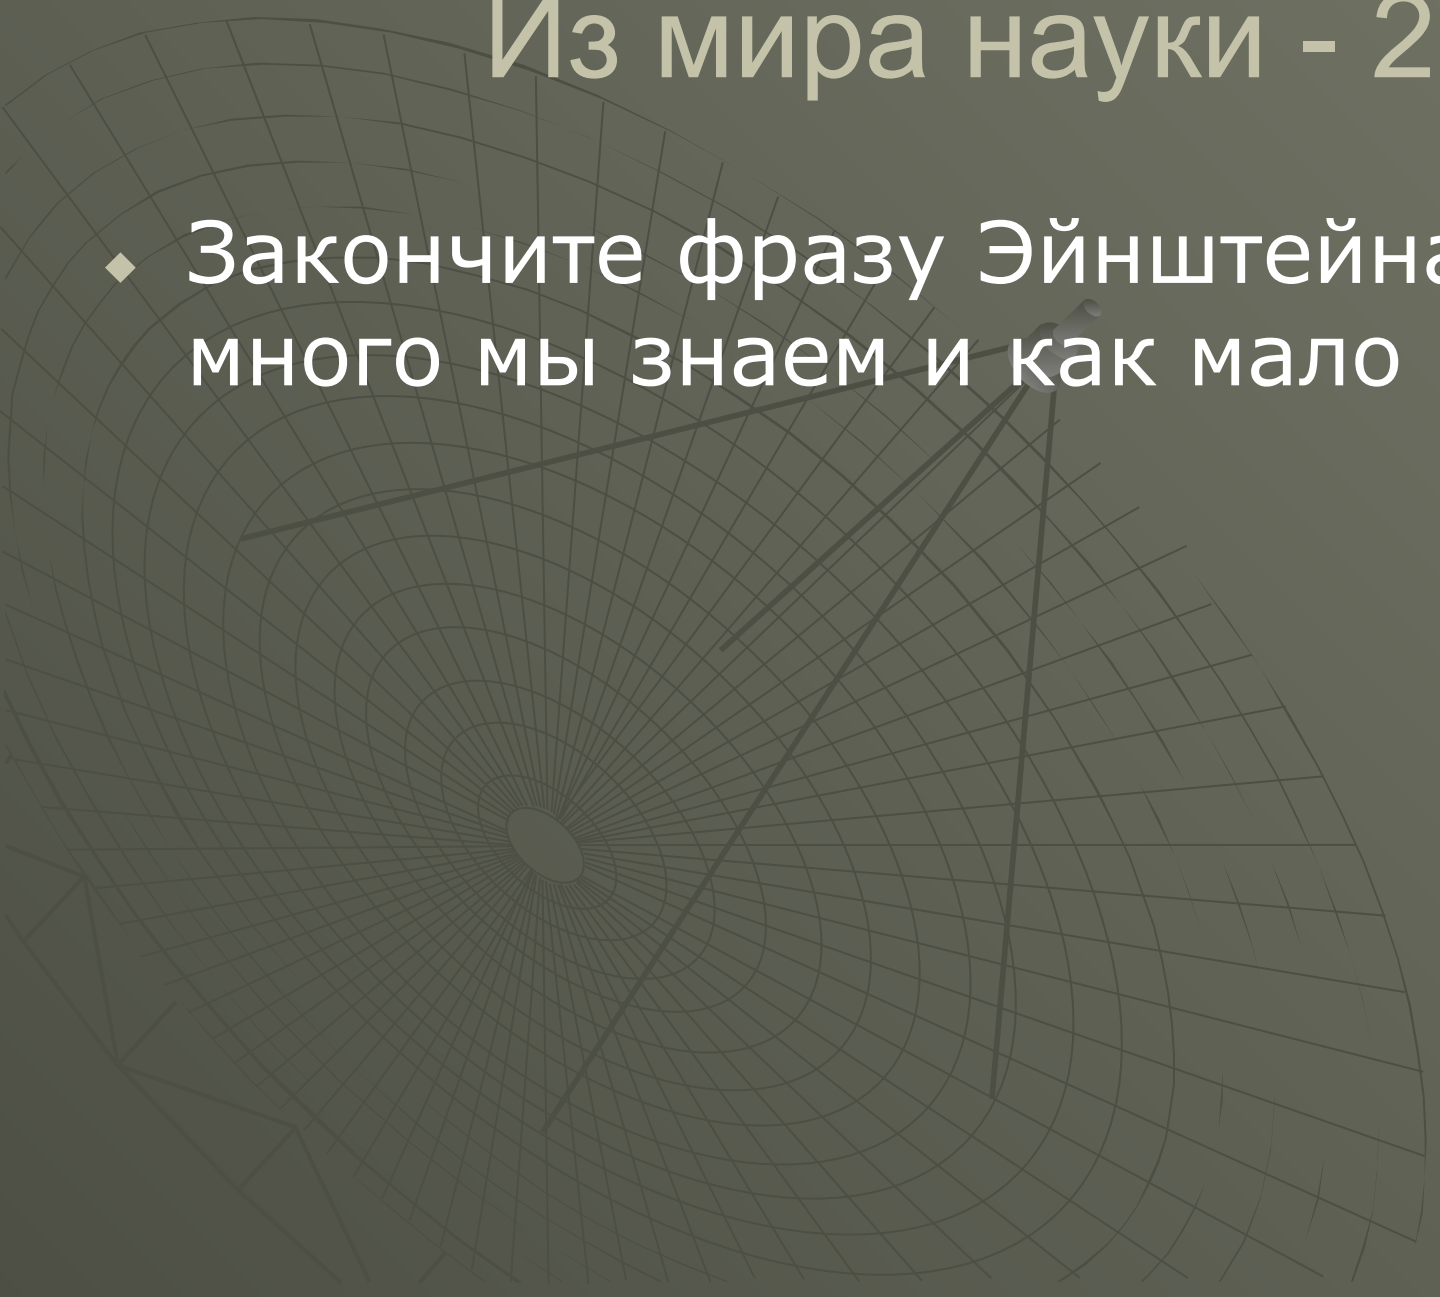 Из мира науки - 2
Закончите фразу Эйнштейна
много мы знаем и как мало